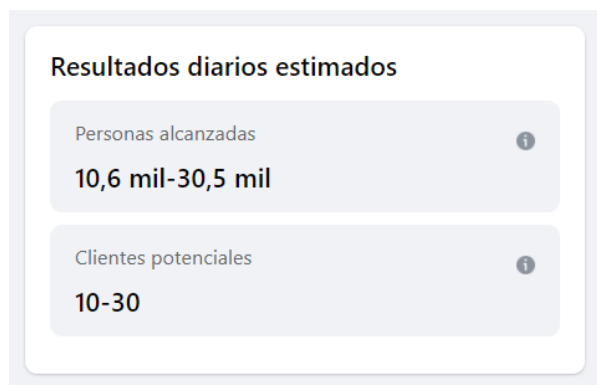 Resultados diarios estimados
Personas alcanzadas
10,6 mil-30,5 mil
Clientes potenciales
10-30